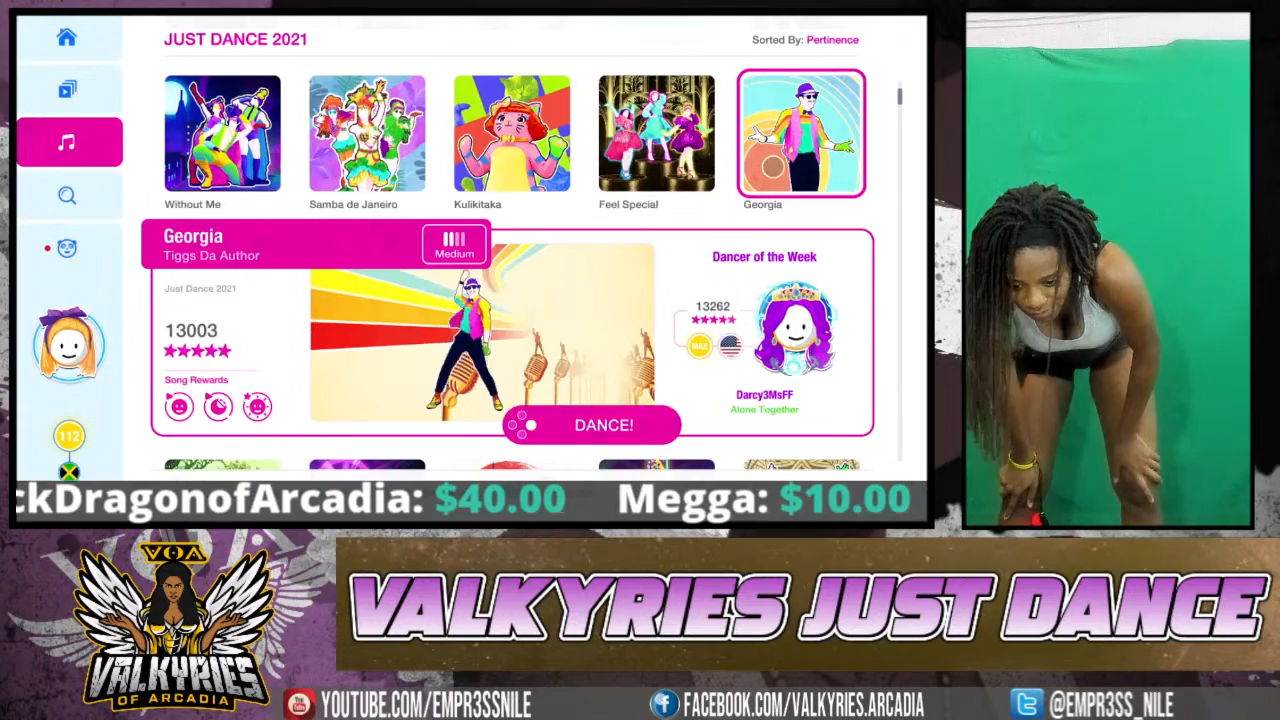 JUST DANCE 2021
Sorted By: Pertinence
Without Me
Samba de Janeiro
Kulikitaka
Feel Special
Georgia
Georgia
Tiggs Da Author
Medium
Just Dance 2021
13003
Song Rewards
Dancer of the Week
13262
MAX
Darcy3MsFF
Alone Together
DANCE!
112
ckDragonofArcadia: $40.00 Megga: $10.00
VOA
VALKYRIES
OF ARCADIA
VALKYRIES JUST DANCE
YOUTUBE.COM/EMPR3SSNILE
FACEBOOK.COM/VALKYRIES.ARCADIA
@EMPR3SS_NILE